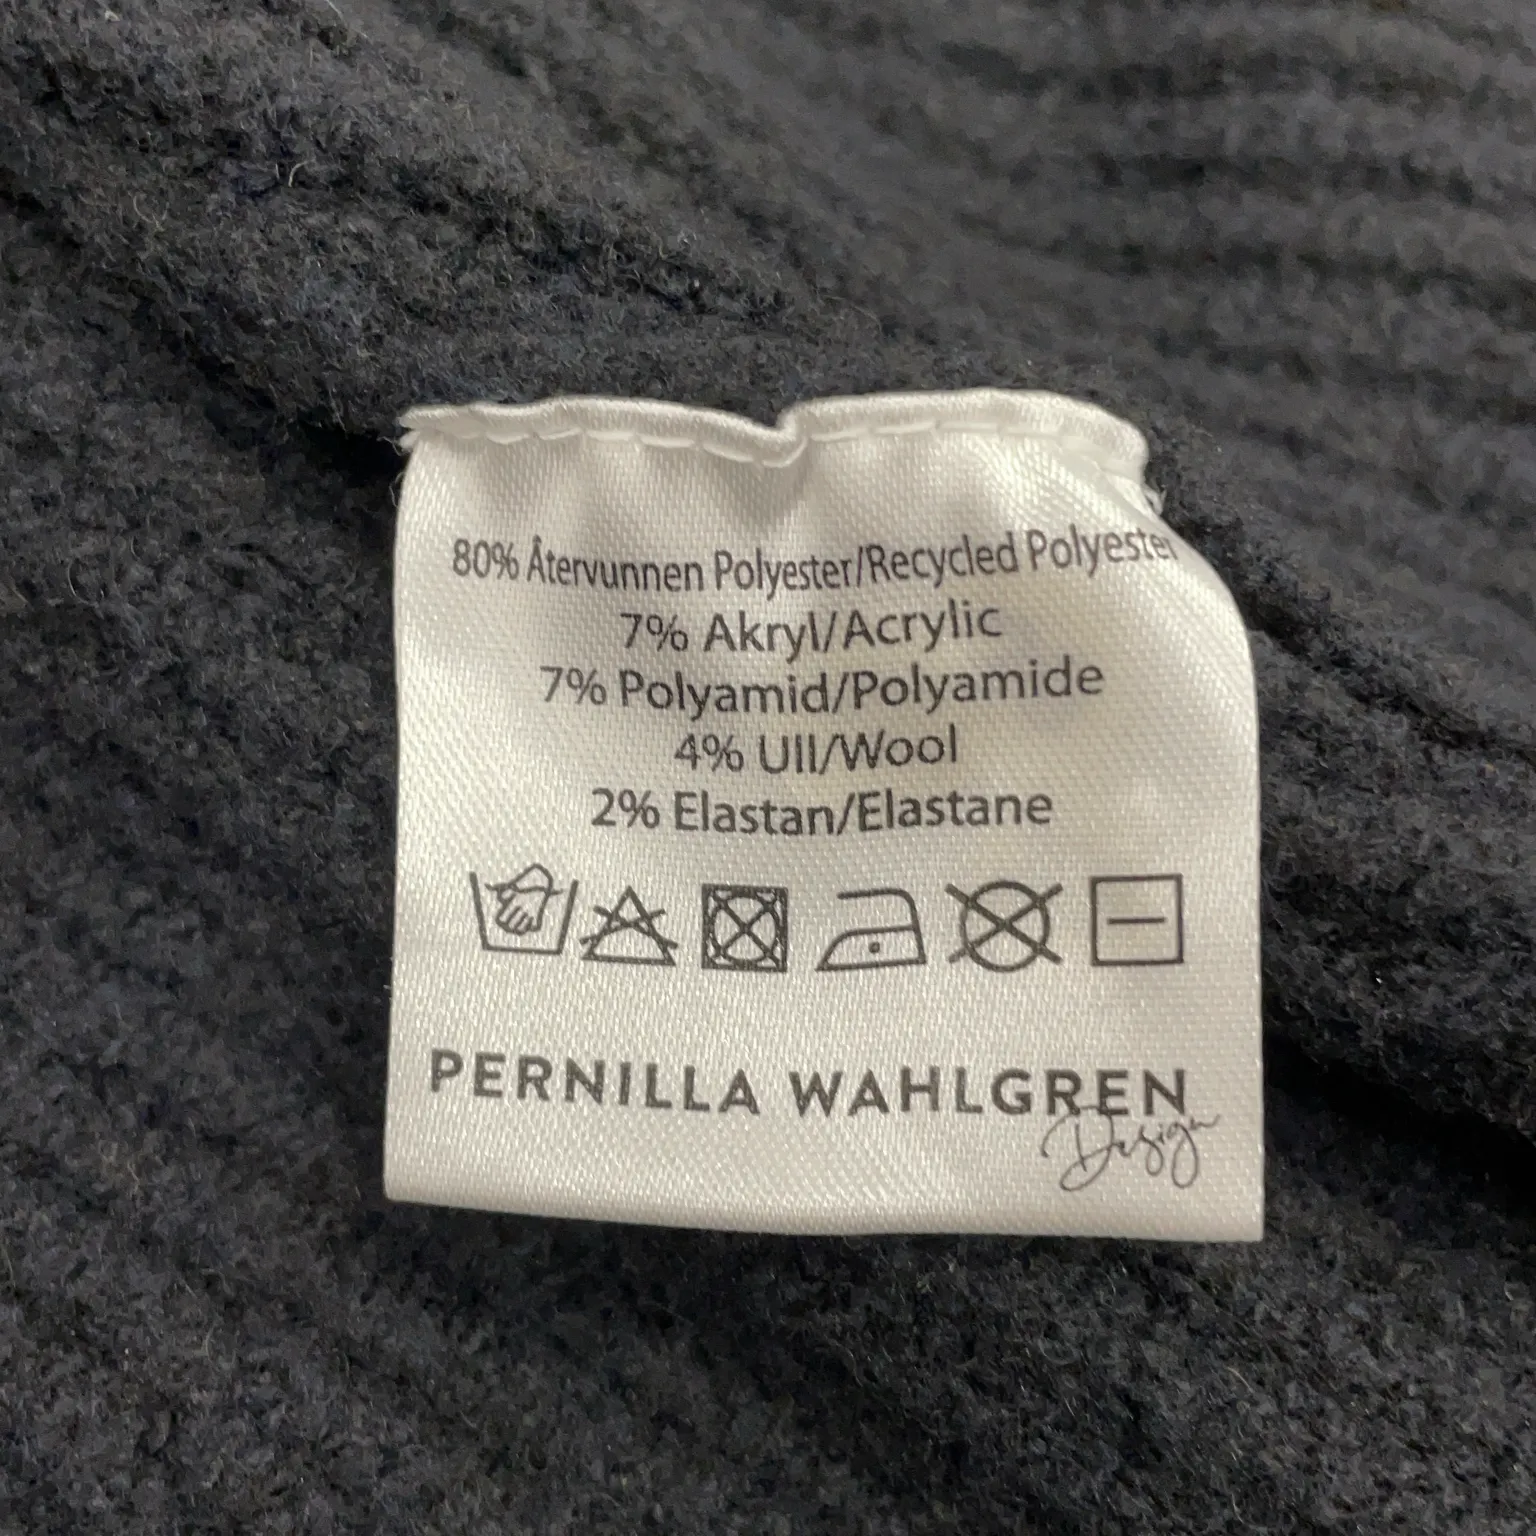 80% Återvunnen Polyester/Recycled Polyester
7% Akryl/Acrylic
7% Polyamid/Polyamide
4% Ull/Wool
2% Elastan/Elastane
PERNILLA WAHLGREN
Design